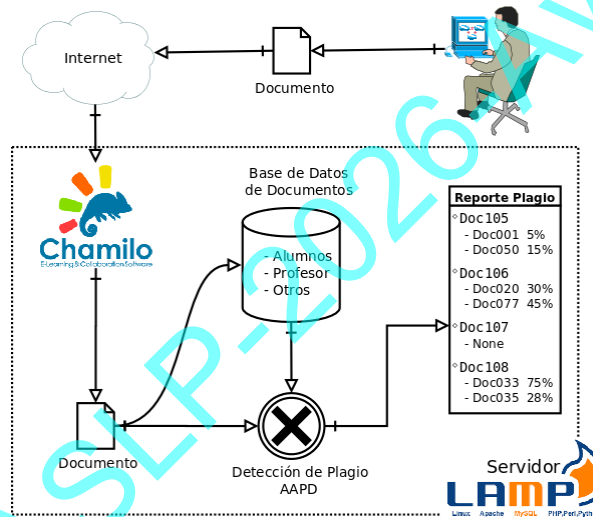 Internet
Documento
Chamilo
E-Learning & Collaboration Software
Base de Datos
de Documentos
- Alumnos
- Profesor
- Otros
Reporte Plagio
Doc105
- Doc001 5%
- Doc050 15%
Doc106
- Doc020 30%
- Doc077 45%
Doc107
- None
Doc108
- Doc033 75%
- Doc035 28%
Documento
Detección de Plagio
AAPD
Servidor
LAMP
Linux Apache MySQL PHP,Perl,Pyth
SLP-2026-AW